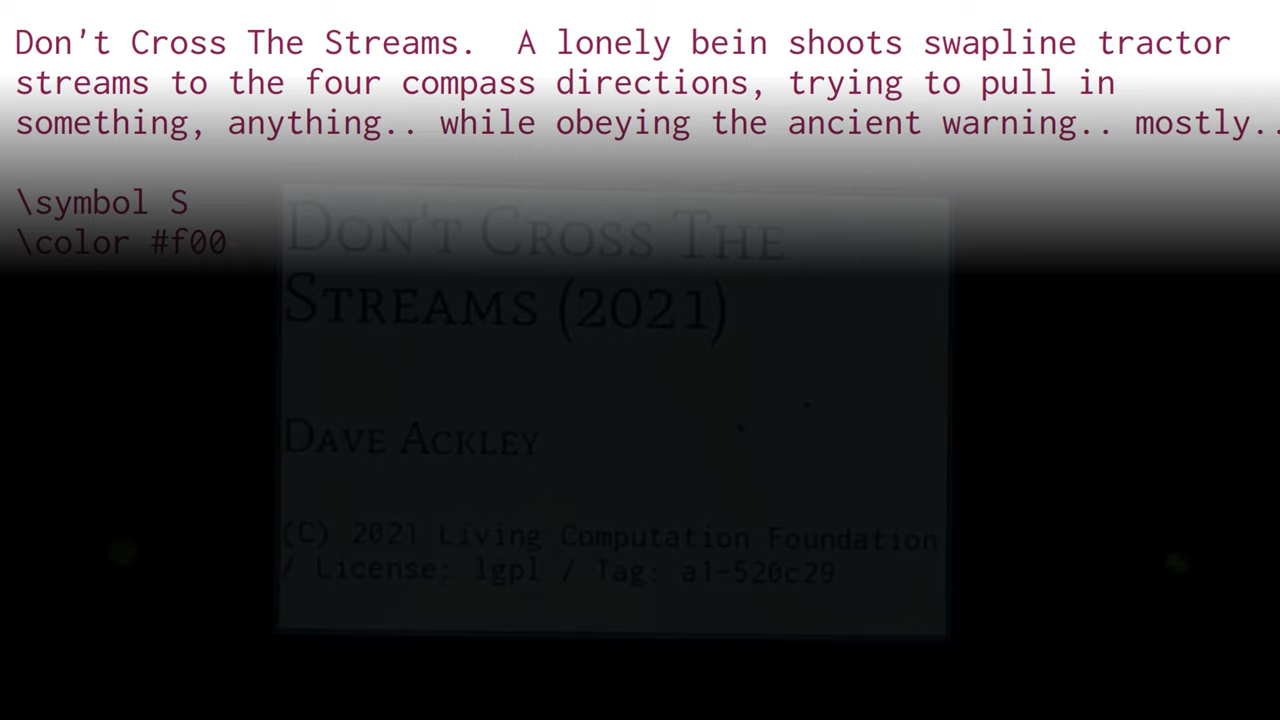 Don't Cross The Streams.  A lonely bein shoots swapline tractor
streams to the four compass directions, trying to pull in
something, anything.. while obeying the ancient warning.. mostly..
\symbol S
\color #f00
Don't Cross The
Streams (2021)
Dave Ackley
(C) 2021 Living Computation Foundation
/ License: lgpl / Tag: a1-520c29